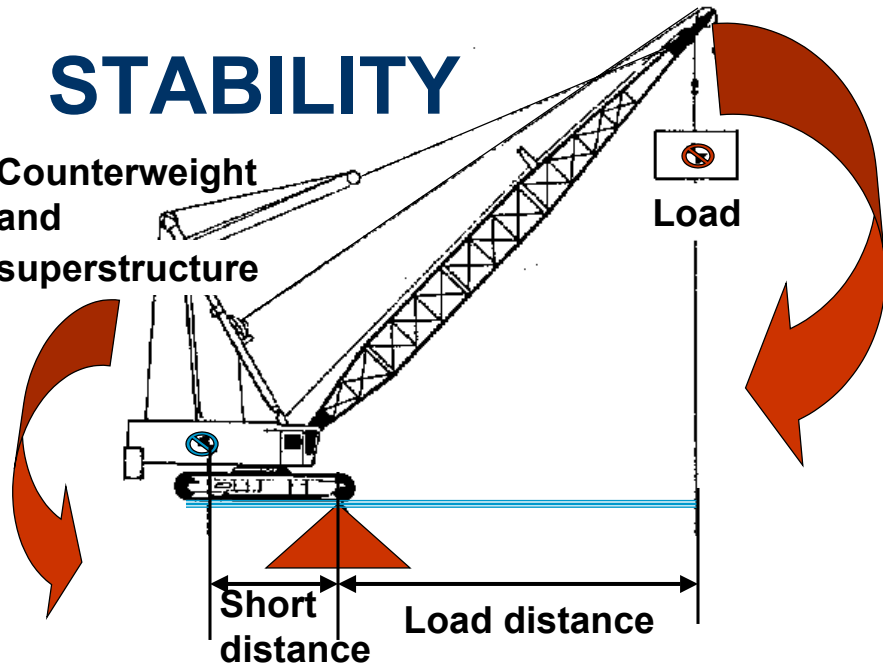 STABILITY
Counterweight
and
superstructure
Load
Short
distance
Load distance